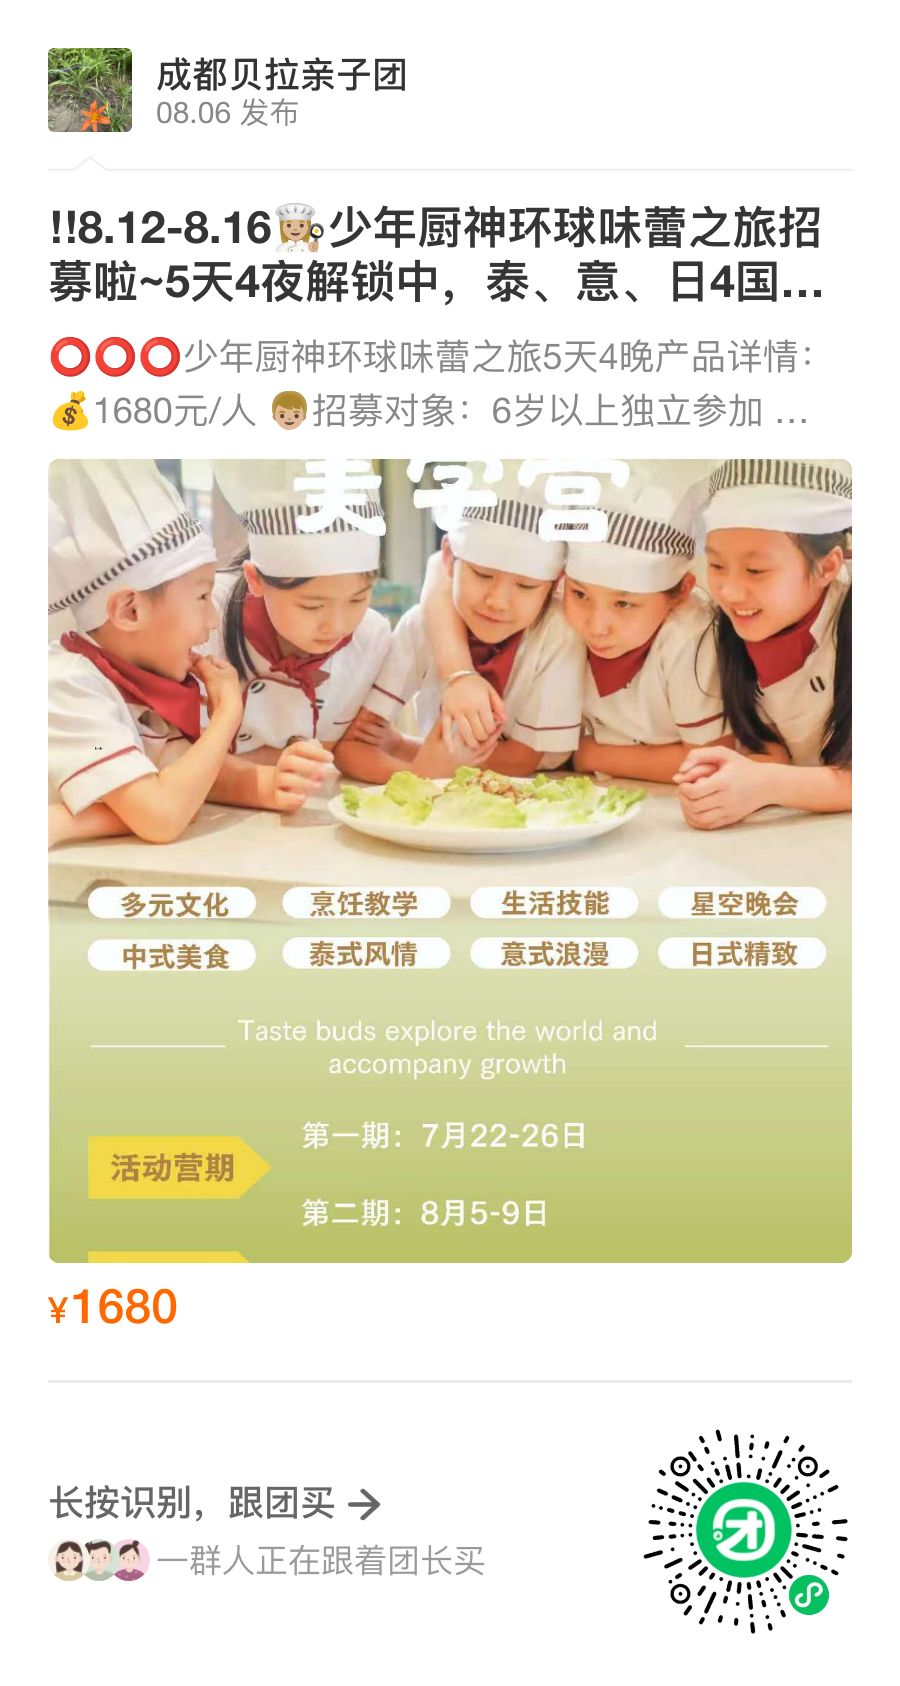 成都贝拉亲子团
08.06 发布
!!8.12-8.16👩🏼‍🍳少年厨神环球味蕾之旅招
募啦~5天4夜解锁中，泰、意、日4国...
⭕⭕⭕少年厨神环球味蕾之旅5天4晚产品详情：
💰1680元/人 👦🏼招募对象：6岁以上独立参加 ...
美学营
多元文化 烹饪教学 生活技能 星空晚会
中式美食 泰式风情 意式浪漫 日式精致
Taste buds explore the world and
accompany growth
第一期：7月22-26日
活动营期
第二期：8月5-9日
¥1680
长按识别，跟团买 →
一群人正在跟着团长买
团